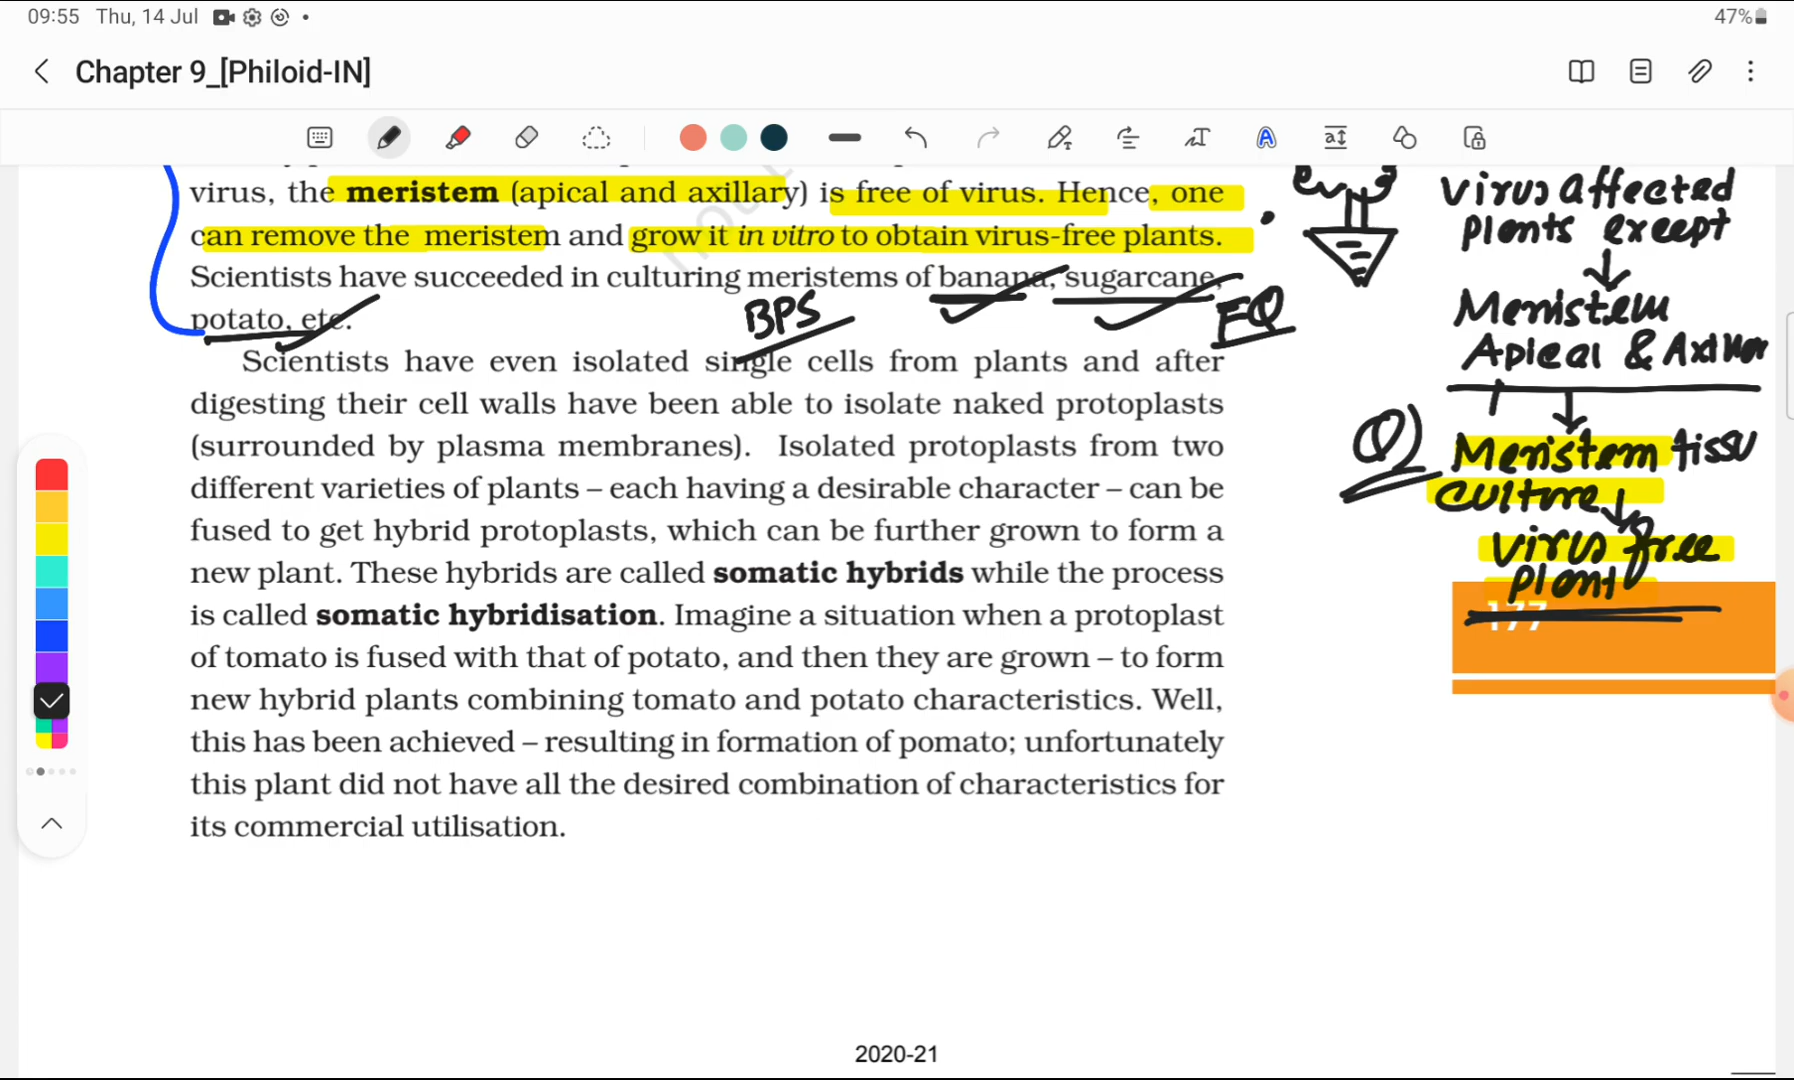 09:55 Thu, 14 Jul
47%
Chapter 9_[Philoid-IN]
virus, the meristem (apical and axillary) is free of virus. Hence, one
can remove the meristem and grow it in vitro to obtain virus-free plants.
Scientists have succeeded in culturing meristems of banana, sugarcane,
potato, etc.
BPS
EQ
Scientists have even isolated single cells from plants and after
digesting their cell walls have been able to isolate naked protoplasts
(surrounded by plasma membranes). Isolated protoplasts from two
different varieties of plants – each having a desirable character – can be
fused to get hybrid protoplasts, which can be further grown to form a
new plant. These hybrids are called somatic hybrids while the process
is called somatic hybridisation. Imagine a situation when a protoplast
of tomato is fused with that of potato, and then they are grown – to form
new hybrid plants combining tomato and potato characteristics. Well,
this has been achieved – resulting in formation of pomato; unfortunately
this plant did not have all the desired combination of characteristics for
its commercial utilisation.
Virus Affected
plants except
Meristem
Apical &
Q)
Meristem tissu
culture
virus free
plant
177
2020-21